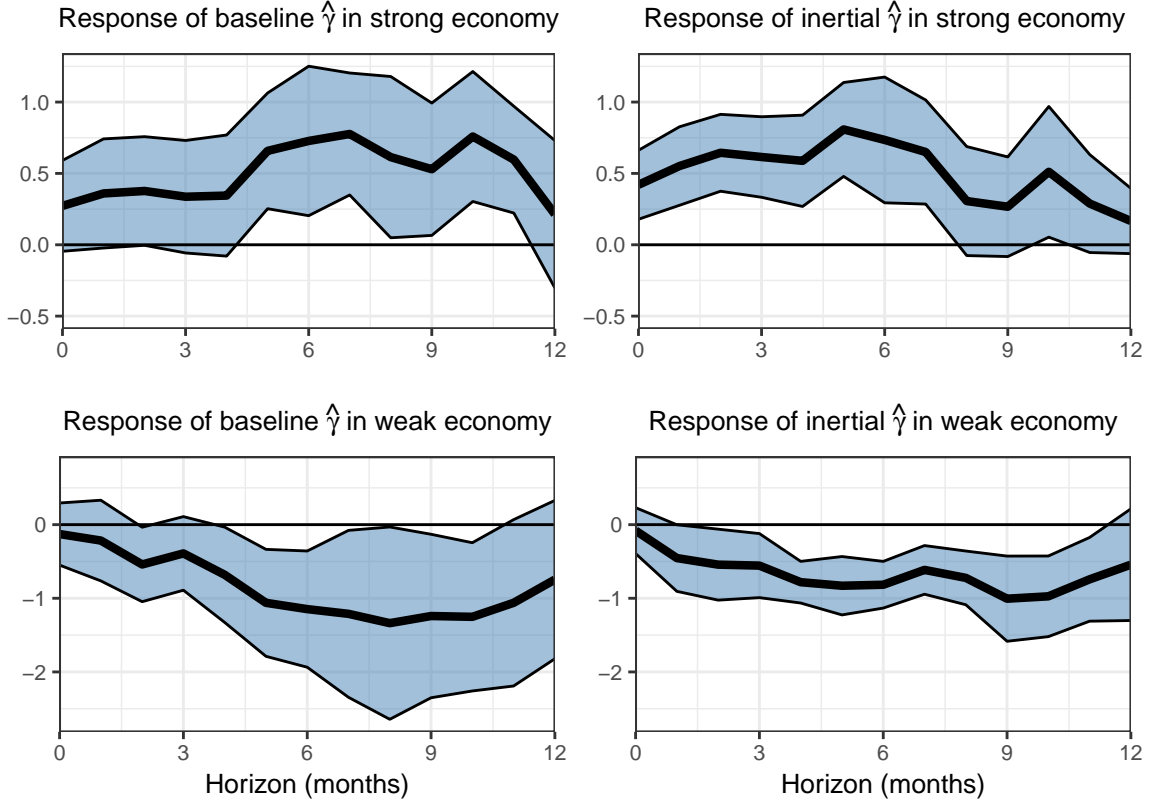 Response of baseline γ̂ in strong economy
Response of inertial γ̂ in strong economy
1.0
0.5
0.0
−0.5
0 3 6 9 12
1.0
0.5
0.0
−0.5
0 3 6 9 12
Response of baseline γ̂ in weak economy
Response of inertial γ̂ in weak economy
0
−1
−2
0 3 6 9 12
Horizon (months)
0
−1
−2
0 3 6 9 12
Horizon (months)